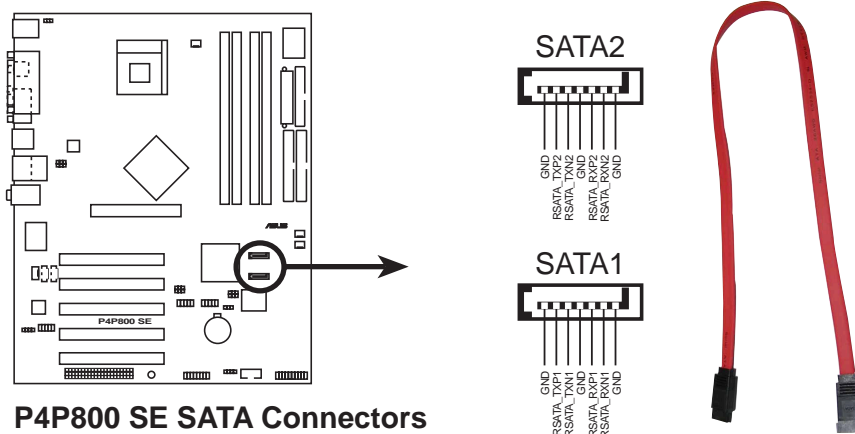 SATA2
GND
RSATA_TXP2
RSATA_TXN2
GND
RSATA_RXP2
RSATA_RXN2
GND
ASUS
SATA1
GND
RSATA_TXP1
RSATA_TXN1
GND
RSATA_RXP1
RSATA_RXN1
GND
P4P800 SE
P4P800 SE SATA Connectors